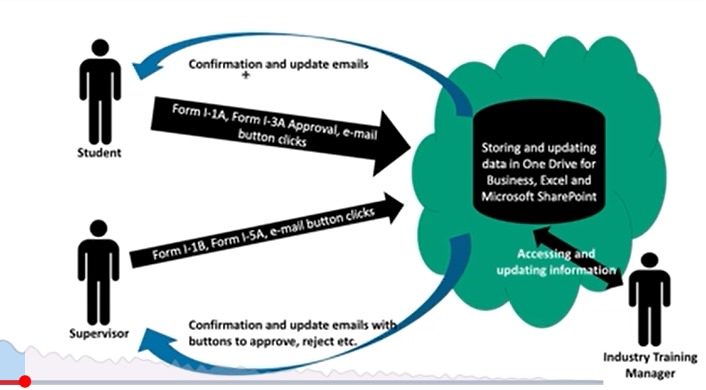 Confirmation and update emails
Form I-1A, Form I-3A Approval, e-mail
button clicks
Student
Storing and updating
data in One Drive for
Business, Excel and
Microsoft SharePoint
Form I-1B, Form I-5A, e-mail button clicks
Accessing and
updating information
Supervisor
Confirmation and update emails with
buttons to approve, reject etc.
Industry Training
Manager